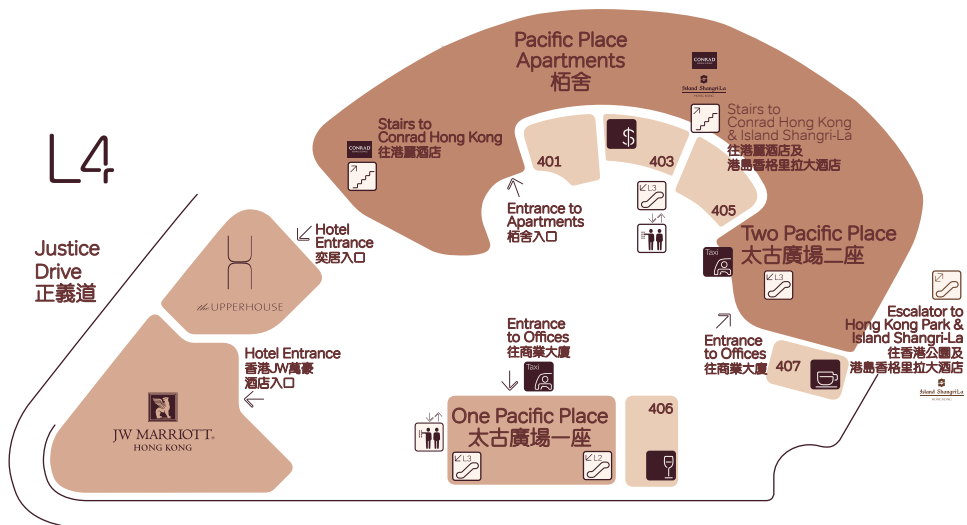 Pacific Place
Apartments
栢舍
CONRAD
Island Shangri-La
HONG KONG
Stairs to
Conrad Hong Kong
往港麗酒店
CONRAD
Stairs to
Conrad Hong Kong
& Island Shangri-La
往港麗酒店及
港島香格里拉大酒店
L4
401
$
403
L3
405
Entrance to
Apartments
栢舍入口
Justice
Drive
正義道
Hotel
Entrance
奕居入口
the UPPERHOUSE
Taxi
Two Pacific Place
太古廣場二座
L3
Escalator to
Hong Kong Park &
Island Shangri-La
往香港公園及
港島香格里拉大酒店
Island Shangri-La
HONG KONG
Entrance
to Offices
往商業大廈
Taxi
Entrance
to Offices
往商業大廈
407
Hotel Entrance
香港JW萬豪
酒店入口
JW MARRIOTT
HONG KONG
One Pacific Place
太古廣場一座
L3
L2
406